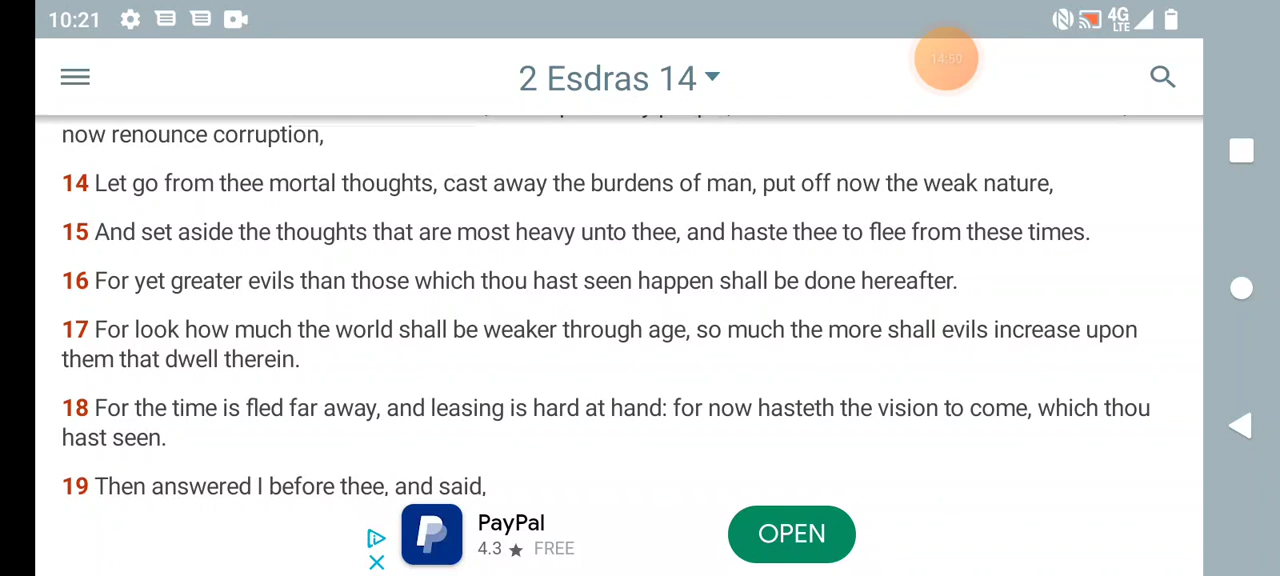 10:21
4G
LTE
2 Esdras 14
14:50
now renounce corruption,
14 Let go from thee mortal thoughts, cast away the burdens of man, put off now the weak nature,
15 And set aside the thoughts that are most heavy unto thee, and haste thee to flee from these times.
16 For yet greater evils than those which thou hast seen happen shall be done hereafter.
17 For look how much the world shall be weaker through age, so much the more shall evils increase upon
them that dwell therein.
18 For the time is fled far away, and leasing is hard at hand: for now hasteth the vision to come, which thou
hast seen.
19 Then answered I before thee, and said,
PayPal
4.3 ★ FREE
OPEN